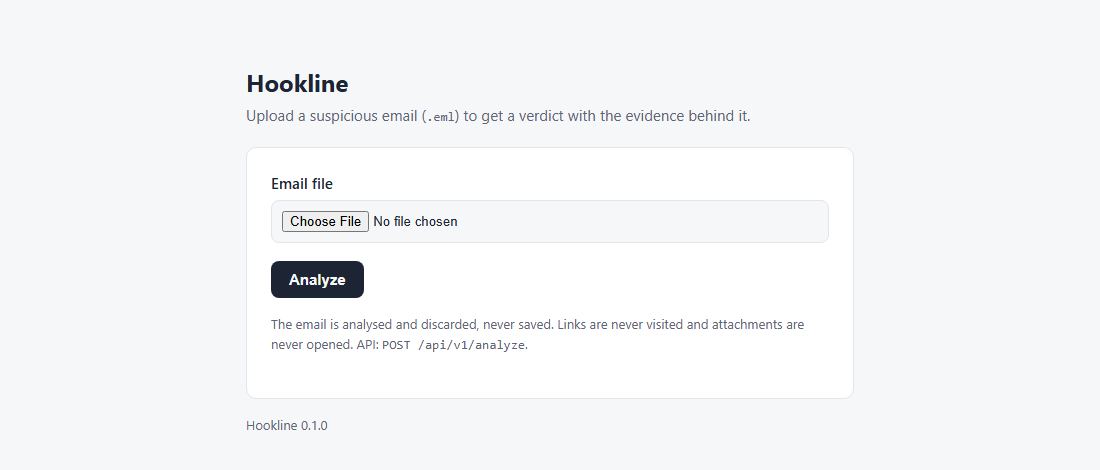 Hookline
Upload a suspicious email (.eml) to get a verdict with the evidence behind it.
Email file
Choose File No file chosen
Analyze
The email is analysed and discarded, never saved. Links are never visited and attachments are
never opened. API: POST /api/v1/analyze.
Hookline 0.1.0